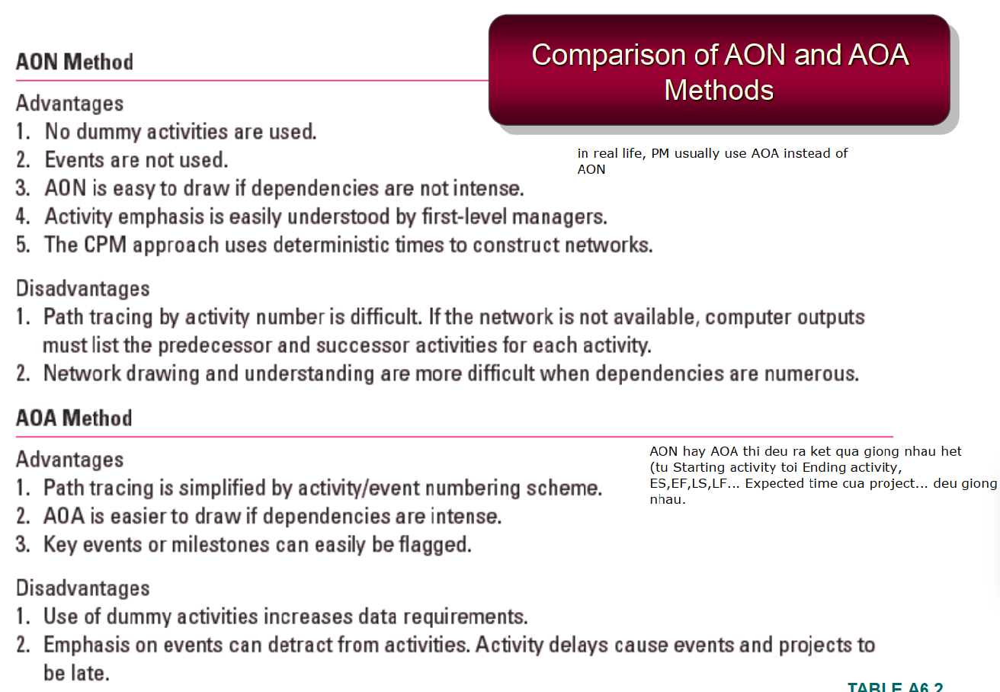 Comparison of AON and AOA
Methods
AON Method
Advantages
1. No dummy activities are used.
2. Events are not used.
3. AON is easy to draw if dependencies are not intense.
4. Activity emphasis is easily understood by first-level managers.
5. The CPM approach uses deterministic times to construct networks.
in real life, PM usually use AOA instead of
AON
Disadvantages
1. Path tracing by activity number is difficult. If the network is not available, computer outputs
must list the predecessor and successor activities for each activity.
2. Network drawing and understanding are more difficult when dependencies are numerous.
AOA Method
Advantages
1. Path tracing is simplified by activity/event numbering scheme.
2. AOA is easier to draw if dependencies are intense.
3. Key events or milestones can easily be flagged.
AON hay AOA thi deu ra ket qua giong nhau het
(tu Starting activity toi Ending activity,
ES,EF,LS,LF... Expected time cua project... deu giong
nhau.
Disadvantages
1. Use of dummy activities increases data requirements.
2. Emphasis on events can detract from activities. Activity delays cause events and projects to
be late.
TABLE A6.2